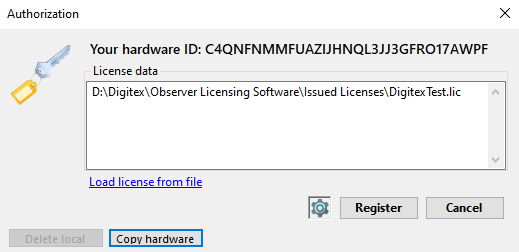 Authorization
Your hardware ID: C4QNFNMMFUAZIJHNQL3JJ3GFRO17AWPF
License data
D:\Digitex\Observer Licensing Software\Issued Licenses\DigitexTest.lic
Load license from file
Register
Cancel
Delete local
Copy hardware